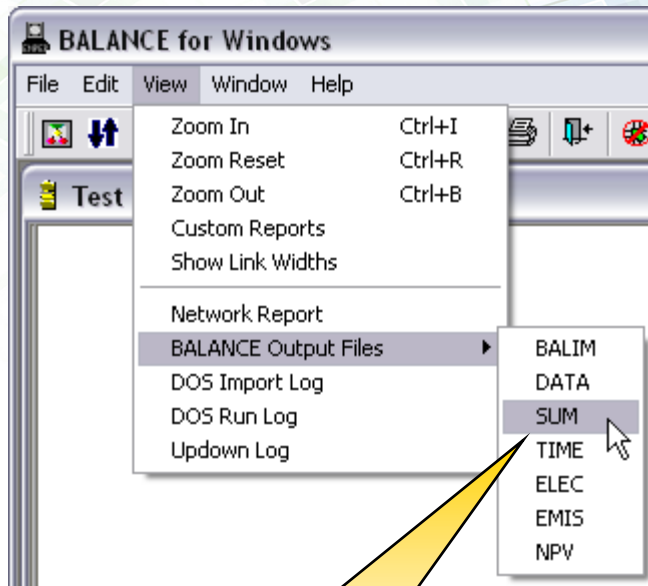 BALANCE for Windows
File Edit View Window Help
Test
Zoom In Ctrl+I
Zoom Reset Ctrl+R
Zoom Out Ctrl+B
Custom Reports
Show Link Widths
Network Report
BALANCE Output Files
DOS Import Log
DOS Run Log
Updown Log
BALIM
DATA
SUM
TIME
ELEC
EMIS
NPV